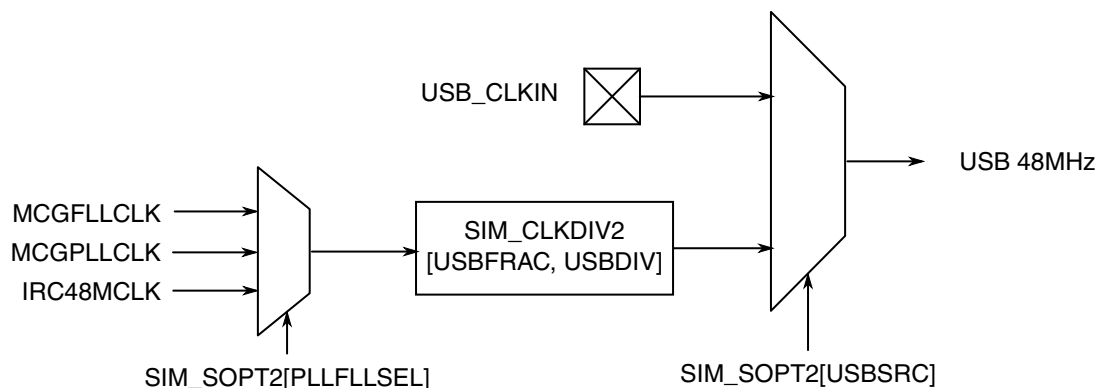 USB_CLKIN
USB 48MHz
MCGFLLCLK
MCGPLLCLK
IRC48MCLK
SIM_CLKDIV2
[USBFRAC, USBDIV]
SIM_SOPT2[PLLFLLSEL]
SIM_SOPT2[USBSRC]